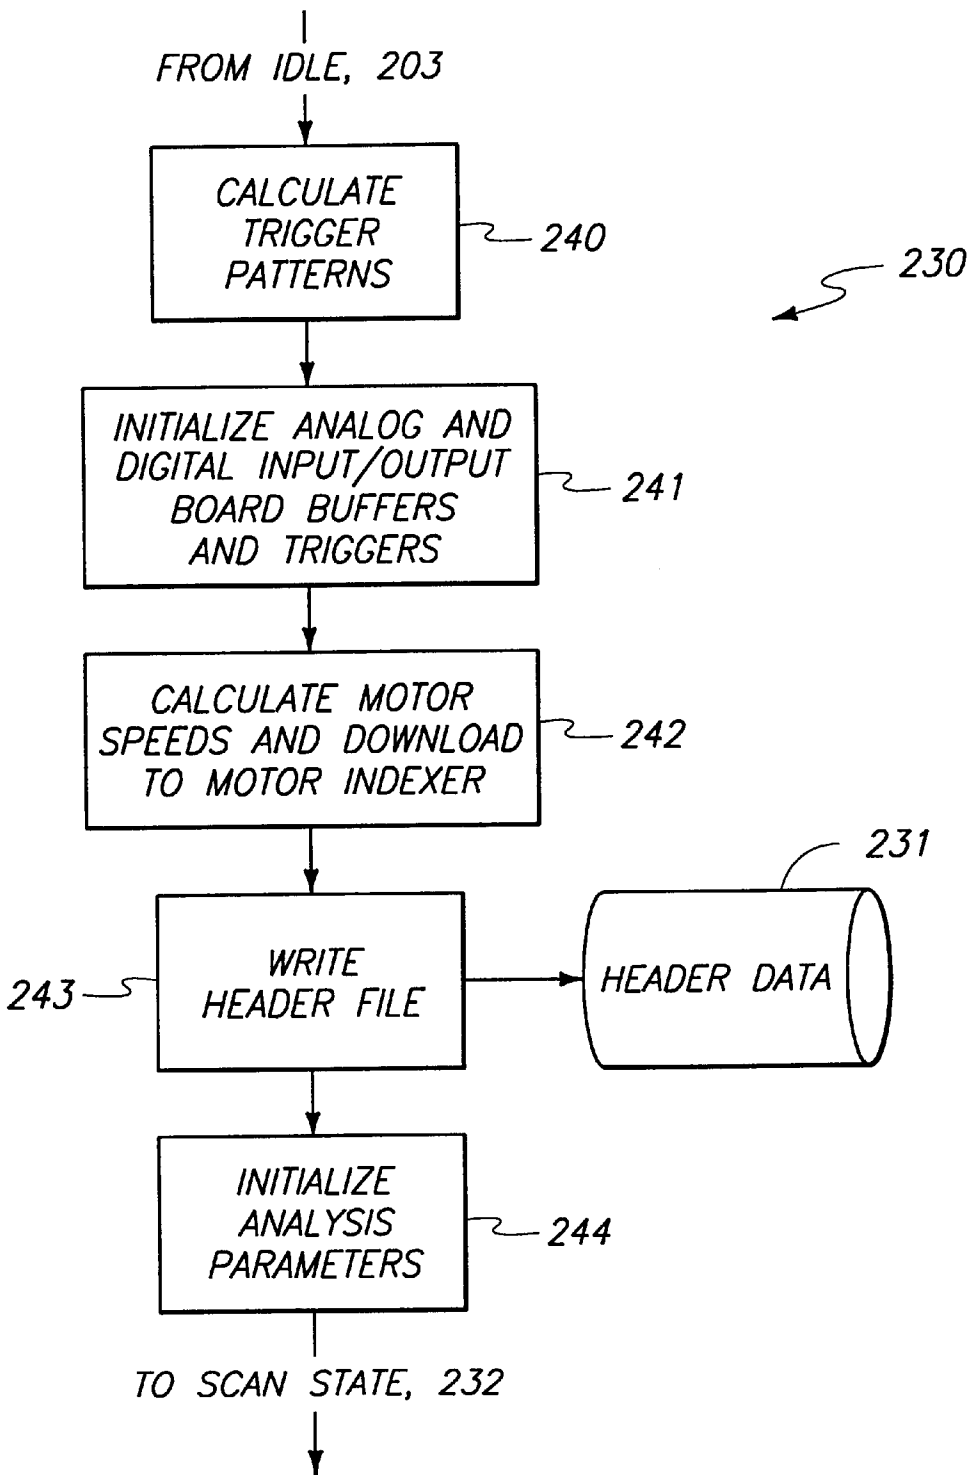 FROM IDLE, 203
CALCULATE
TRIGGER
PATTERNS
240
230
INITIALIZE ANALOG AND
DIGITAL INPUT/OUTPUT
BOARD BUFFERS
AND TRIGGERS
241
CALCULATE MOTOR
SPEEDS AND DOWNLOAD
TO MOTOR INDEXER
242
231
WRITE
HEADER FILE
243
HEADER DATA
INITIALIZE
ANALYSIS
PARAMETERS
244
TO SCAN STATE, 232